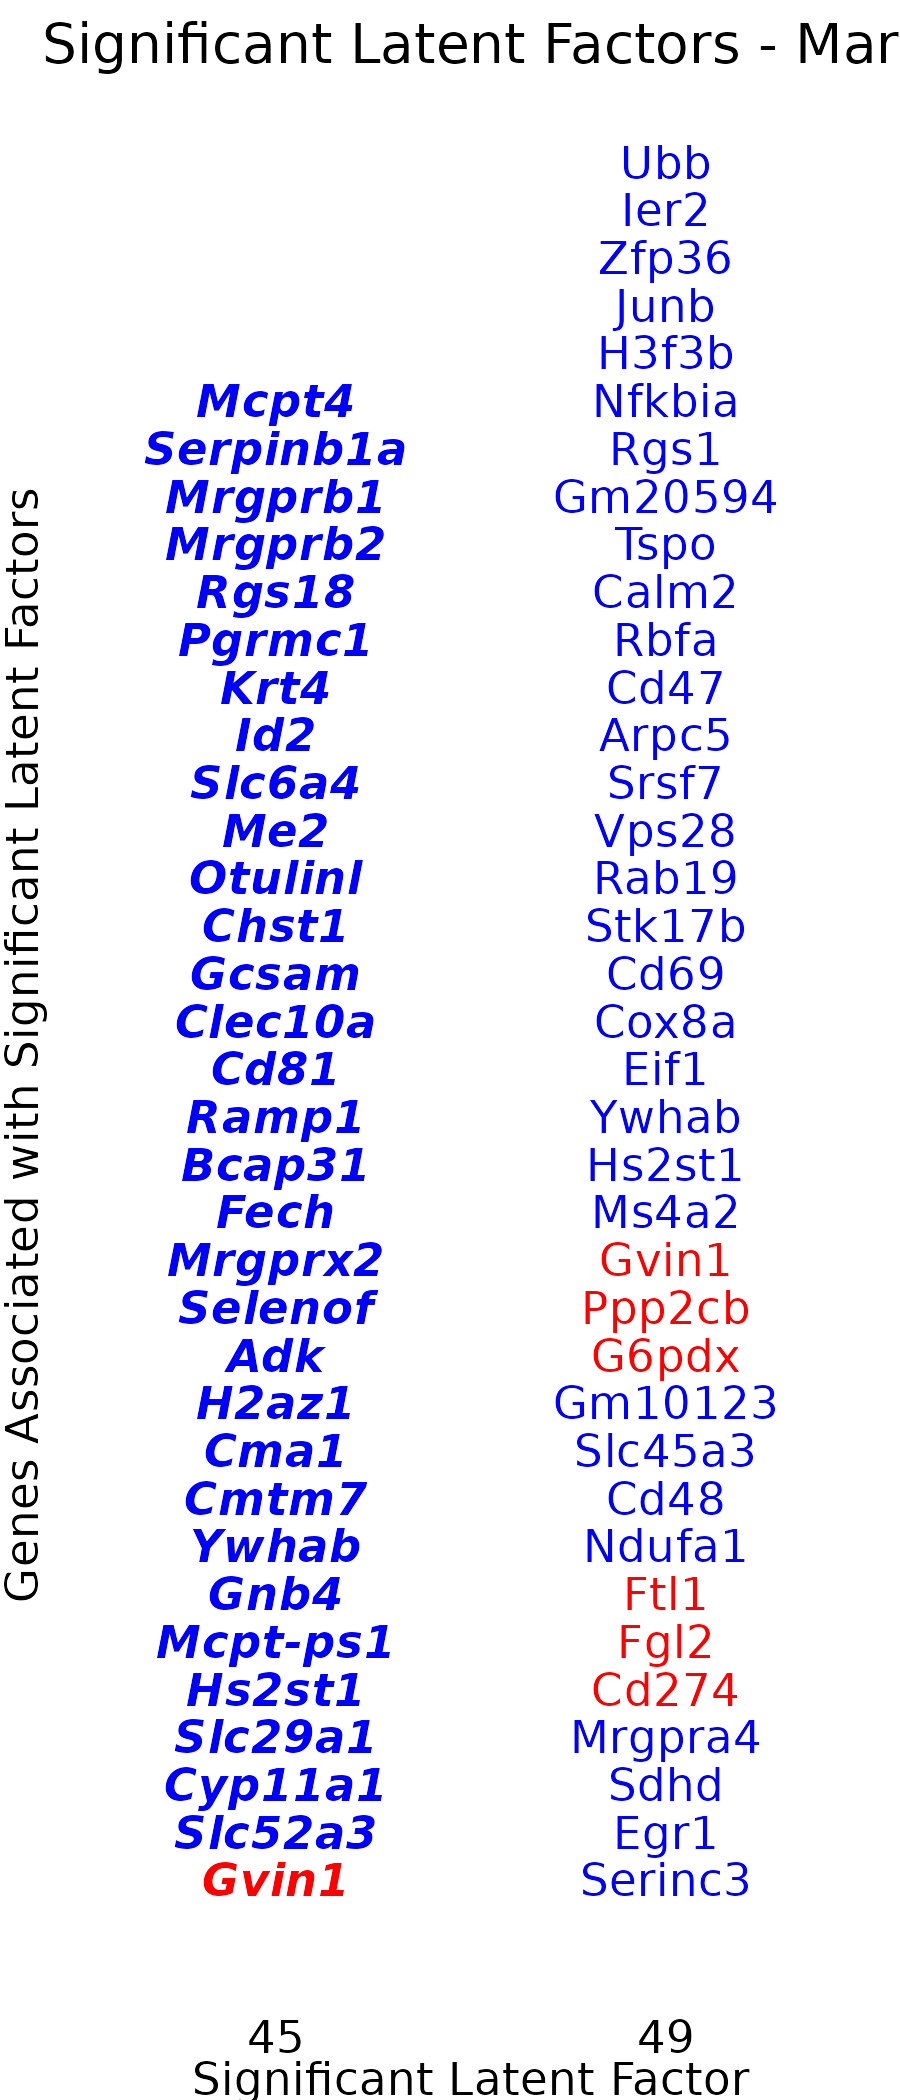 Significant Latent Factors - Mar
Genes Associated with Significant Latent Factors
Mcpt4
Serpinb1a
Mrgprb1
Mrgprb2
Rgs18
Pgrmc1
Krt4
Id2
Slc6a4
Me2
Otulinl
Chst1
Gcsam
Clec10a
Cd81
Ramp1
Bcap31
Fech
Mrgprx2
Selenof
Adk
H2az1
Cma1
Cmtm7
Ywhab
Gnb4
Mcpt-ps1
Hs2st1
Slc29a1
Cyp11a1
Slc52a3
Gvin1
Ubb
Ier2
Zfp36
Junb
H3f3b
Nfkbia
Rgs1
Gm20594
Tspo
Calm2
Rbfa
Cd47
Arpc5
Srsf7
Vps28
Rab19
Stk17b
Cd69
Cox8a
Eif1
Ywhab
Hs2st1
Ms4a2
Gvin1
Ppp2cb
G6pdx
Gm10123
Slc45a3
Cd48
Ndufa1
Ftl1
Fgl2
Cd274
Mrgpra4
Sdhd
Egr1
Serinc3
45
49
Significant Latent Factor